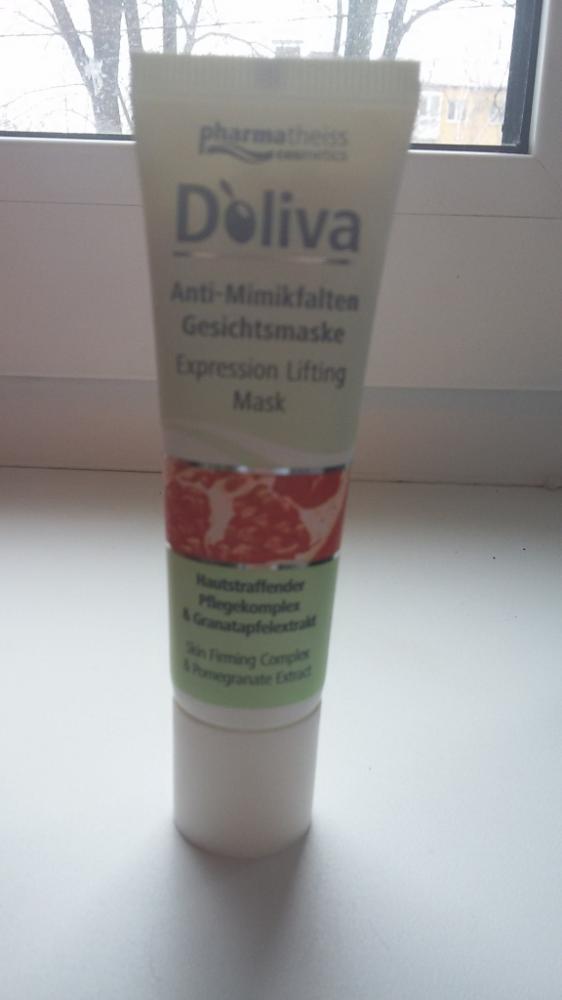 pharmatheiss
cosmetics
D'oliva
Anti-Mimikfalten
Gesichtsmaske
Expression Lifting
Mask
Hautstraffender
Pflegekomplex
& Granatapfelextrakt
Skin Firming Complex
& Pomegranate Extract